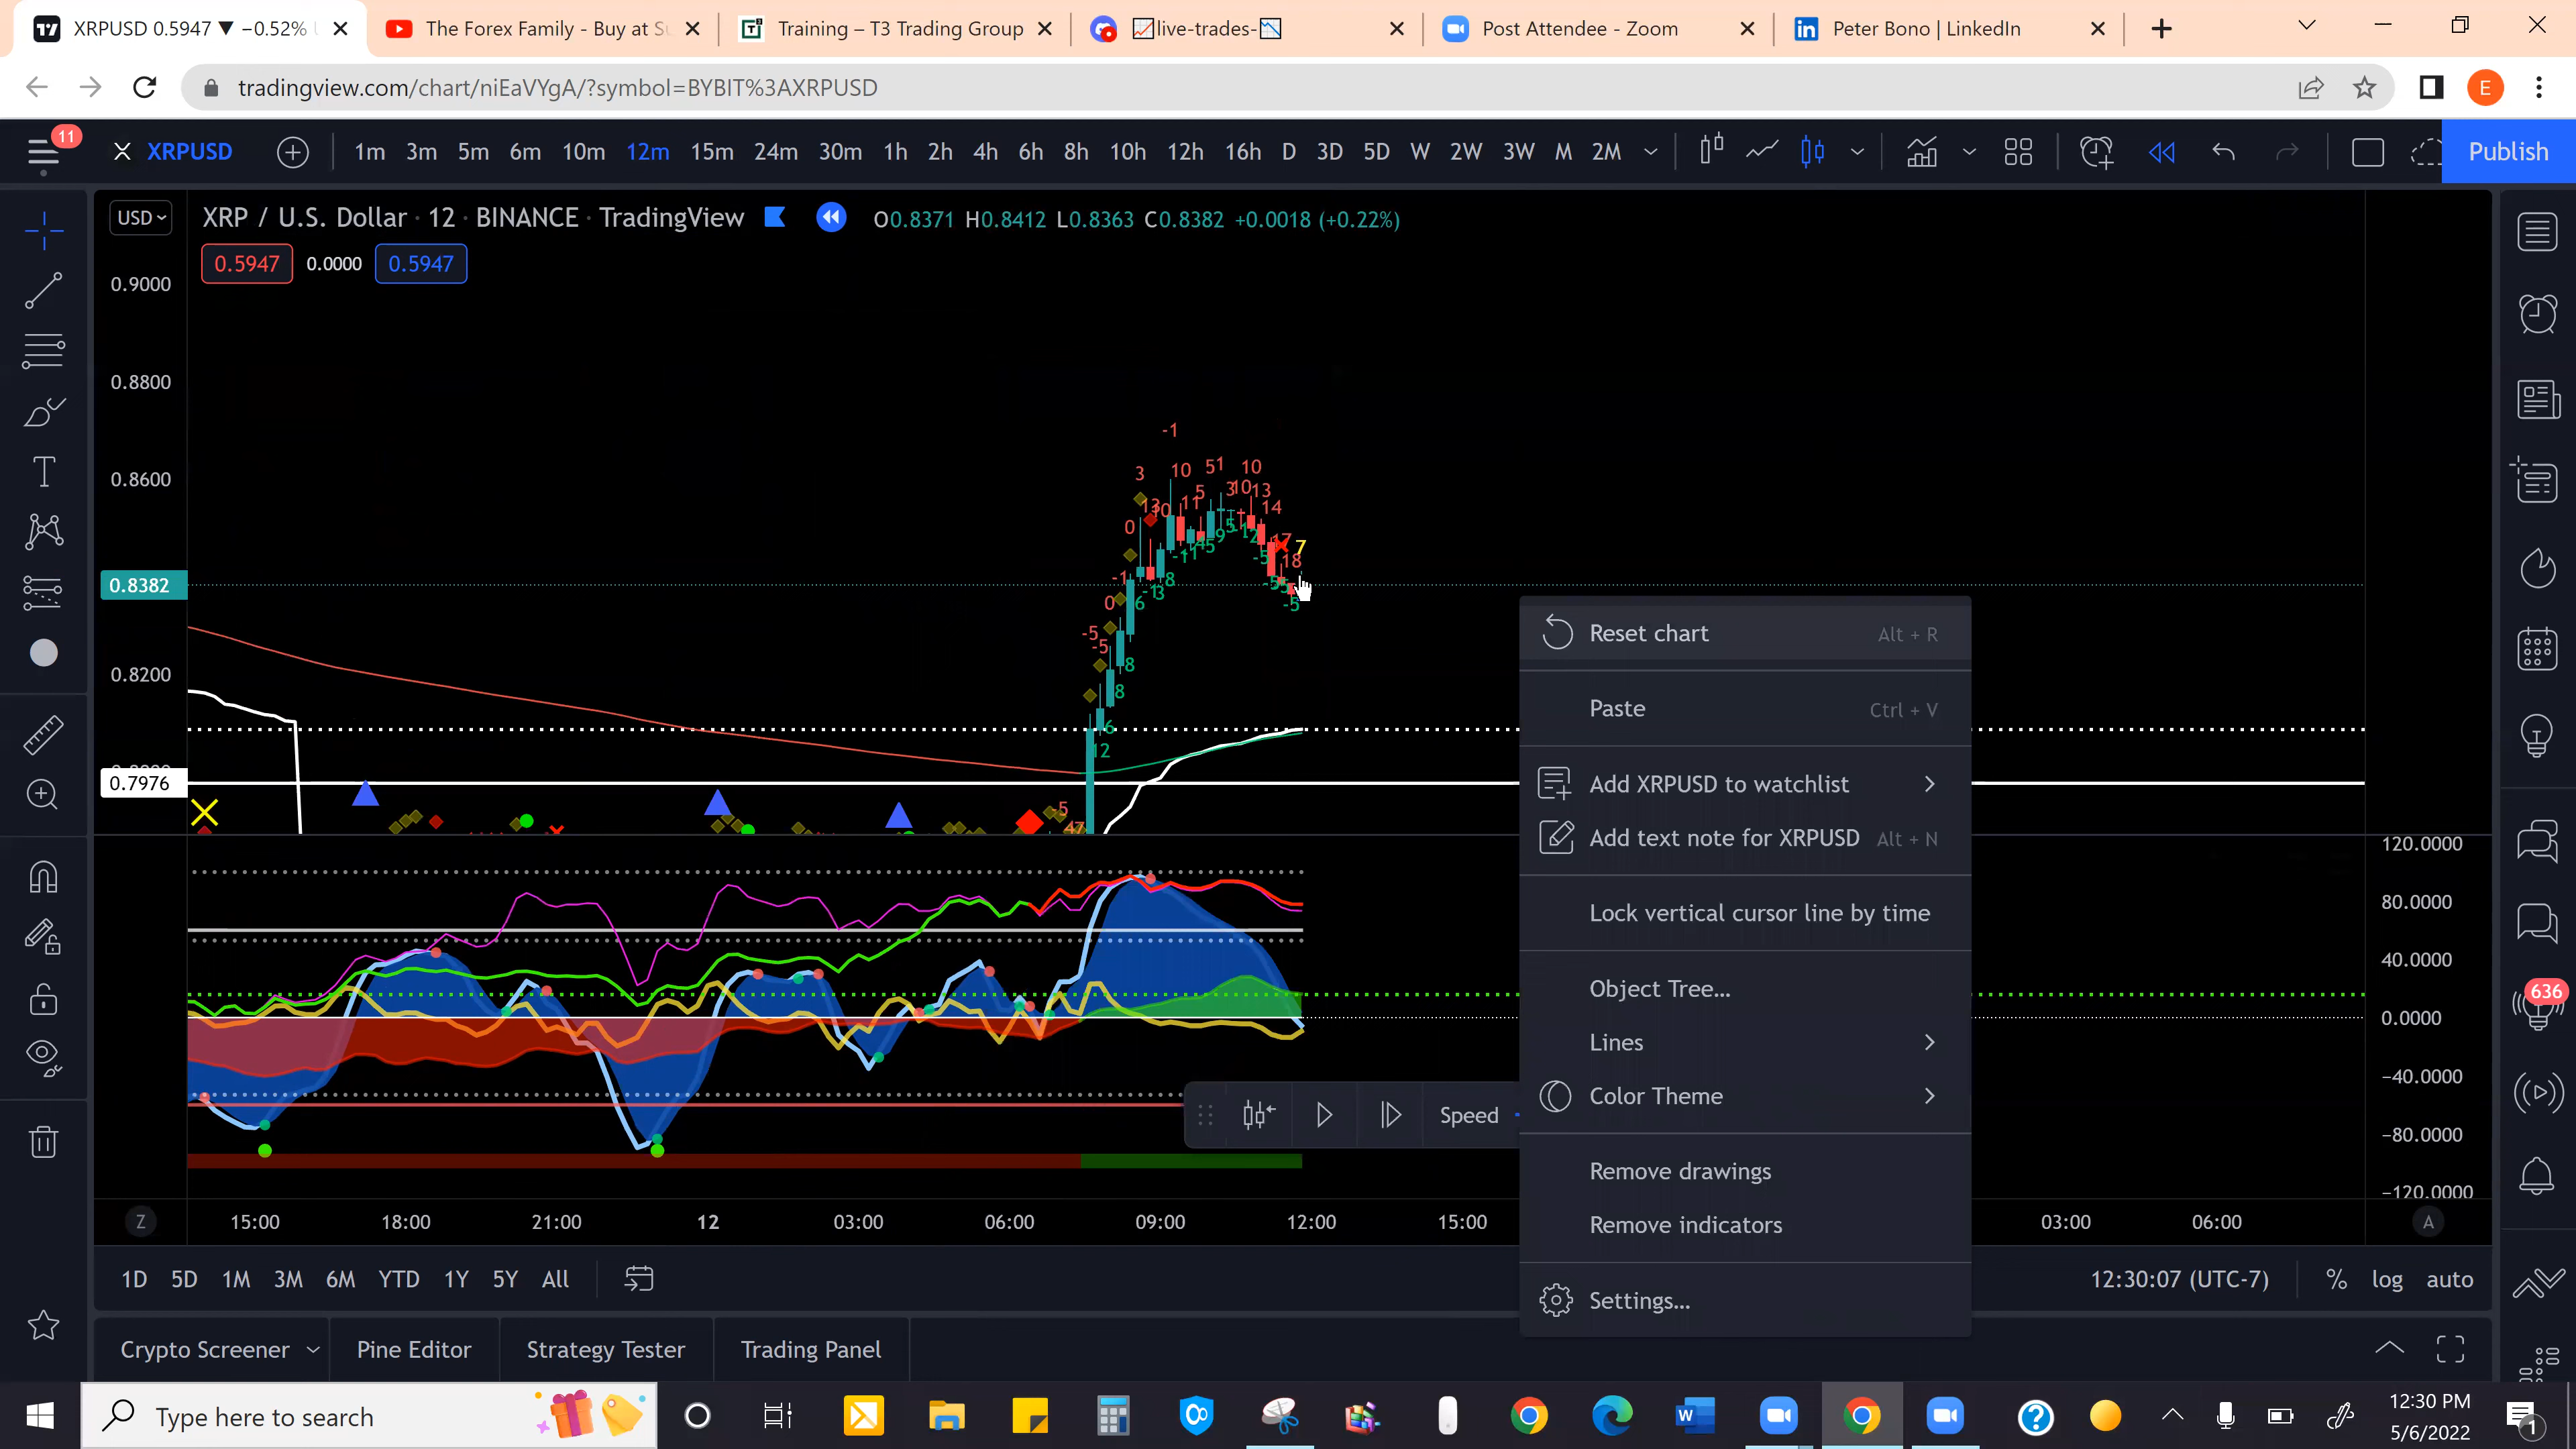 XRPUSD 0.5947 ▼ −0.52%
The Forex Family - Buy at Su
Training – T3 Trading Group
live-trades-
Post Attendee - Zoom
Peter Bono | LinkedIn
tradingview.com/chart/niEaVYgA/?symbol=BYBIT%3AXRPUSD
E
11
XRPUSD
1m 3m 5m 6m 10m 12m 15m 24m 30m 1h 2h 4h 6h 8h 10h 12h 16h D 3D 5D W 2W 3W M 2M
Publish
USD
XRP / U.S. Dollar · 12 · BINANCE · TradingView
O0.8371 H0.8412 L0.8363 C0.8382 +0.0018 (+0.22%)
0.5947 0.0000 0.5947
0.9000
0.8800
0.8600
0.8382
0.8200
0.7976
Reset chart Alt + R
Paste Ctrl + V
Add XRPUSD to watchlist
Add text note for XRPUSD Alt + N
Lock vertical cursor line by time
Object Tree...
Lines
Color Theme
Remove drawings
Remove indicators
Settings...
120.0000
80.0000
40.0000
0.0000
−40.0000
−80.0000
−120.0000
636
Speed
Z
15:00 18:00 21:00 12 03:00 06:00 09:00 12:00 15:00 03:00 06:00
A
1D 5D 1M 3M 6M YTD 1Y 5Y All
12:30:07 (UTC-7) % log auto
Crypto Screener Pine Editor Strategy Tester Trading Panel
Type here to search
12:30 PM
5/6/2022
1